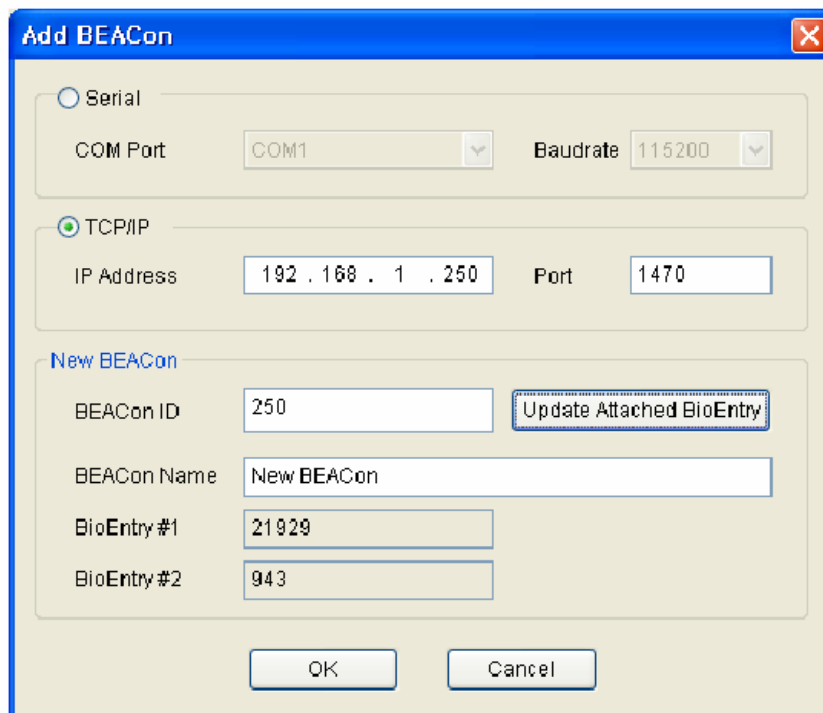 Add BEACon
Serial
COM Port COM1 Baudrate 115200
TCP/IP
IP Address 192 . 168 . 1 . 250 Port 1470
New BEACon
BEACon ID 250 Update Attached BioEntry
BEACon Name New BEACon
BioEntry #1 21929
BioEntry #2 943
OK Cancel